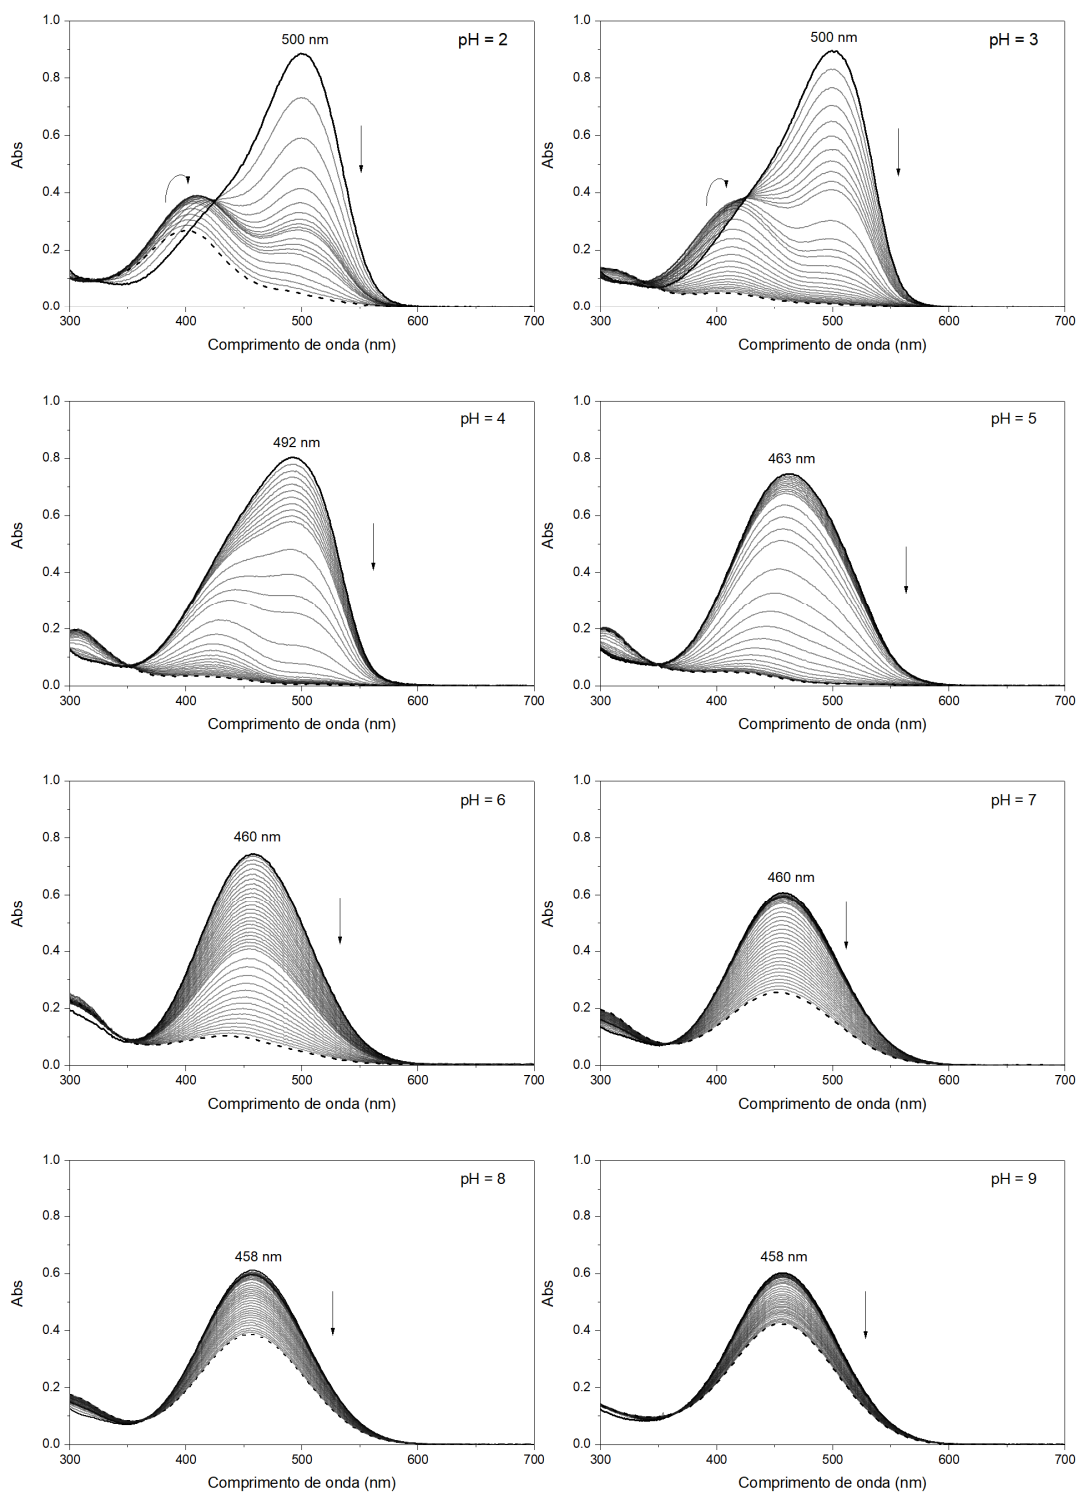 pH = 2
500 nm
Abs
1.0
0.8
0.6
0.4
0.2
0.0
300 400 500 600 700
Comprimento de onda (nm)
pH = 3
500 nm
Abs
1.0
0.8
0.6
0.4
0.2
0.0
300 400 500 600 700
Comprimento de onda (nm)
pH = 4
492 nm
Abs
1.0
0.8
0.6
0.4
0.2
0.0
300 400 500 600 700
Comprimento de onda (nm)
pH = 5
463 nm
Abs
1.0
0.8
0.6
0.4
0.2
0.0
300 400 500 600 700
Comprimento de onda (nm)
pH = 6
460 nm
Abs
1.0
0.8
0.6
0.4
0.2
0.0
300 400 500 600 700
Comprimento de onda (nm)
pH = 7
460 nm
Abs
1.0
0.8
0.6
0.4
0.2
0.0
300 400 500 600 700
Comprimento de onda (nm)
pH = 8
458 nm
Abs
1.0
0.8
0.6
0.4
0.2
0.0
300 400 500 600 700
Comprimento de onda (nm)
pH = 9
458 nm
Abs
1.0
0.8
0.6
0.4
0.2
0.0
300 400 500 600 700
Comprimento de onda (nm)